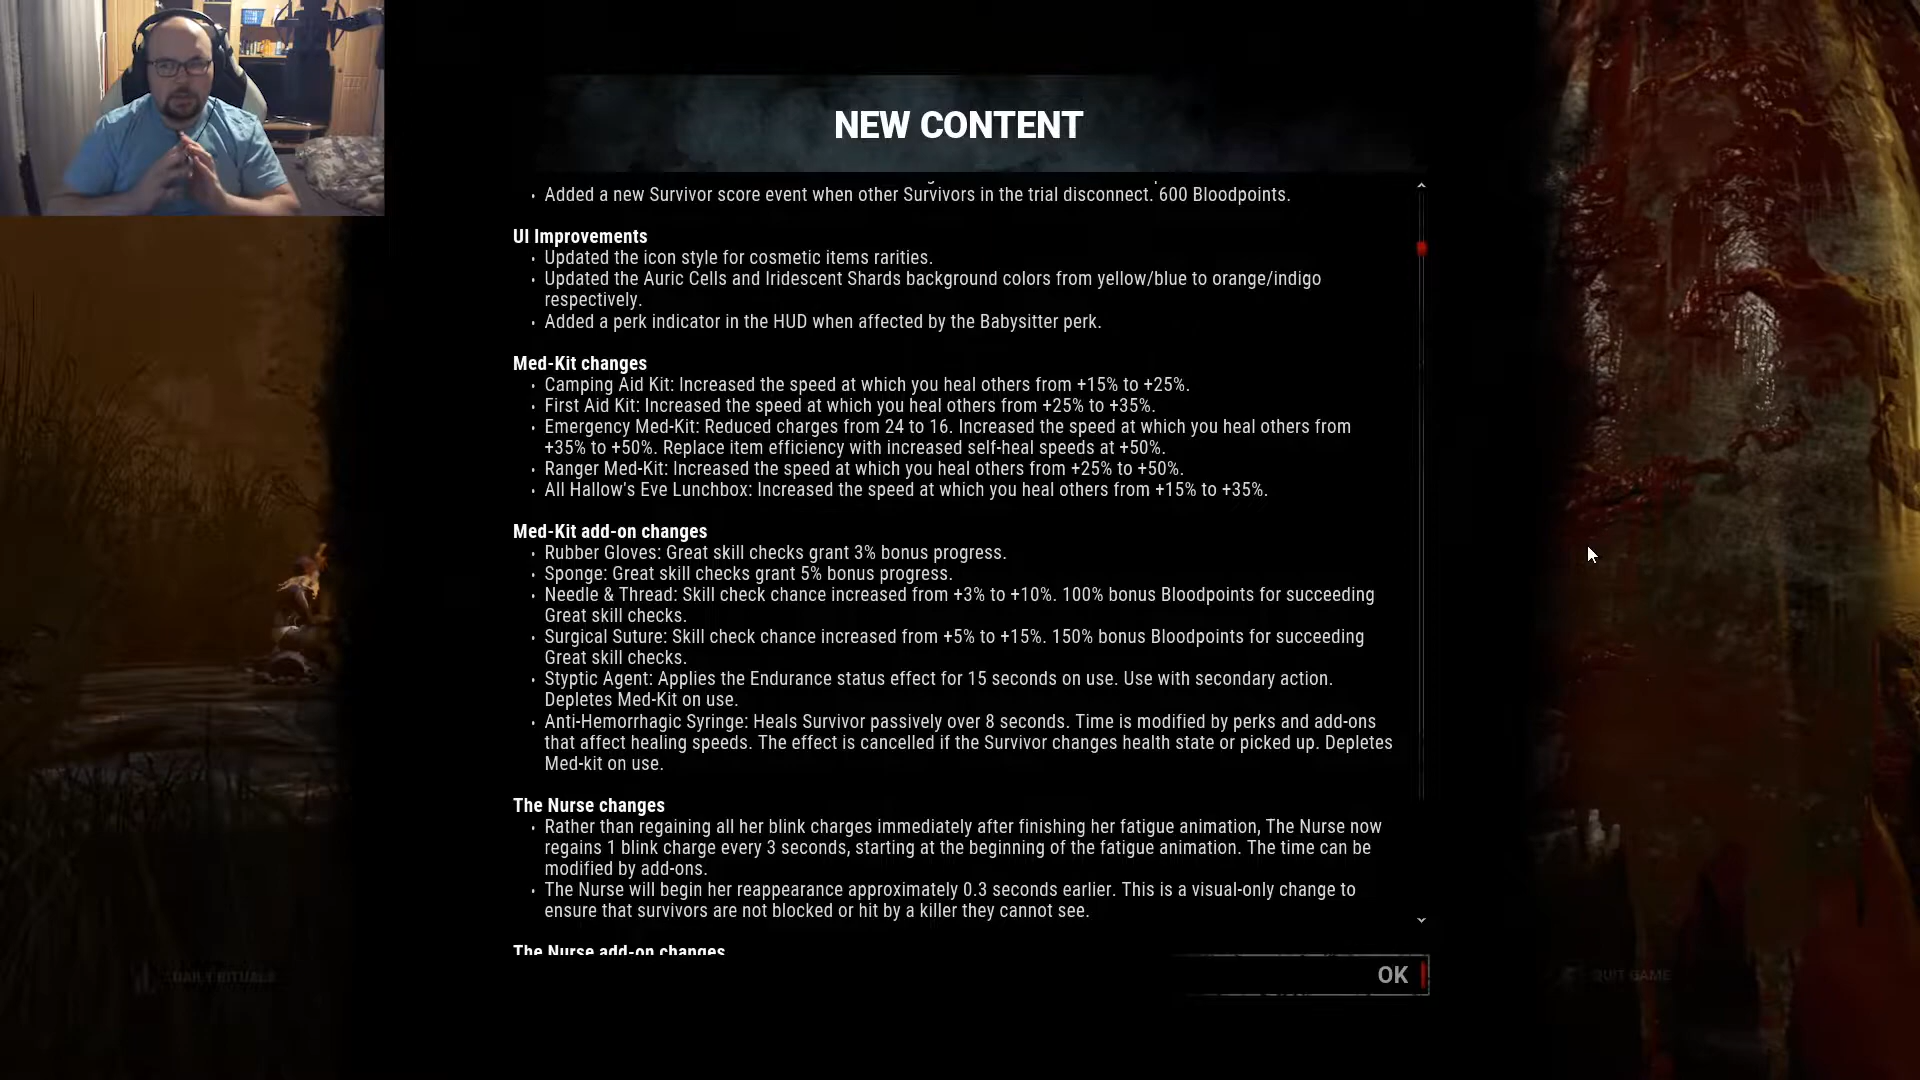 NEW CONTENT
• Added a new Survivor score event when other Survivors in the trial disconnect. 600 Bloodpoints.
UI Improvements
• Updated the icon style for cosmetic items rarities.
• Updated the Auric Cells and Iridescent Shards background colors from yellow/blue to orange/indigo
respectively.
• Added a perk indicator in the HUD when affected by the Babysitter perk.
Med-Kit changes
• Camping Aid Kit: Increased the speed at which you heal others from +15% to +25%.
• First Aid Kit: Increased the speed at which you heal others from +25% to +35%.
• Emergency Med-Kit: Reduced charges from 24 to 16. Increased the speed at which you heal others from
+35% to +50%. Replace item efficiency with increased self-heal speeds at +50%.
• Ranger Med-Kit: Increased the speed at which you heal others from +25% to +50%.
• All Hallow's Eve Lunchbox: Increased the speed at which you heal others from +15% to +35%.
Med-Kit add-on changes
• Rubber Gloves: Great skill checks grant 3% bonus progress.
• Sponge: Great skill checks grant 5% bonus progress.
• Needle & Thread: Skill check chance increased from +3% to +10%. 100% bonus Bloodpoints for succeeding
Great skill checks.
• Surgical Suture: Skill check chance increased from +5% to +15%. 150% bonus Bloodpoints for succeeding
Great skill checks.
• Styptic Agent: Applies the Endurance status effect for 15 seconds on use. Use with secondary action.
Depletes Med-Kit on use.
• Anti-Hemorrhagic Syringe: Heals Survivor passively over 8 seconds. Time is modified by perks and add-ons
that affect healing speeds. The effect is cancelled if the Survivor changes health state or picked up. Depletes
Med-kit on use.
The Nurse changes
• Rather than regaining all her blink charges immediately after finishing her fatigue animation, The Nurse now
regains 1 blink charge every 3 seconds, starting at the beginning of the fatigue animation. The time can be
modified by add-ons.
• The Nurse will begin her reappearance approximately 0.3 seconds earlier. This is a visual-only change to
ensure that survivors are not blocked or hit by a killer they cannot see.
The Nurse add-on changes
DAILY RITUALS
OK
QUIT GAME